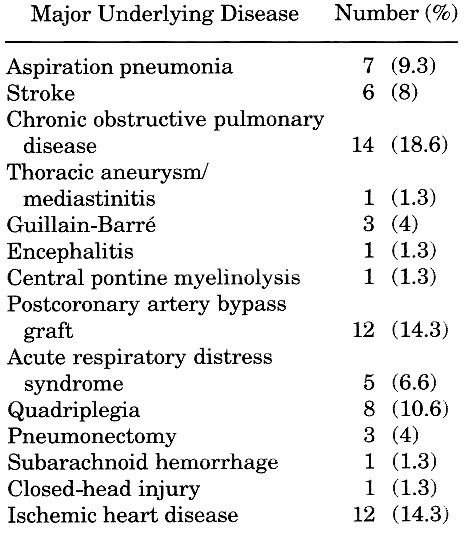 Major Underlying Disease Number (%)
Aspiration pneumonia 7 (9.3)
Stroke 6 (8)
Chronic obstructive pulmonary
disease 14 (18.6)
Thoracic aneurysm/
mediastinitis 1 (1.3)
Guillain-Barré 3 (4)
Encephalitis 1 (1.3)
Central pontine myelinolysis 1 (1.3)
Postcoronary artery bypass
graft 12 (14.3)
Acute respiratory distress
syndrome 5 (6.6)
Quadriplegia 8 (10.6)
Pneumonectomy 3 (4)
Subarachnoid hemorrhage 1 (1.3)
Closed-head injury 1 (1.3)
Ischemic heart disease 12 (14.3)